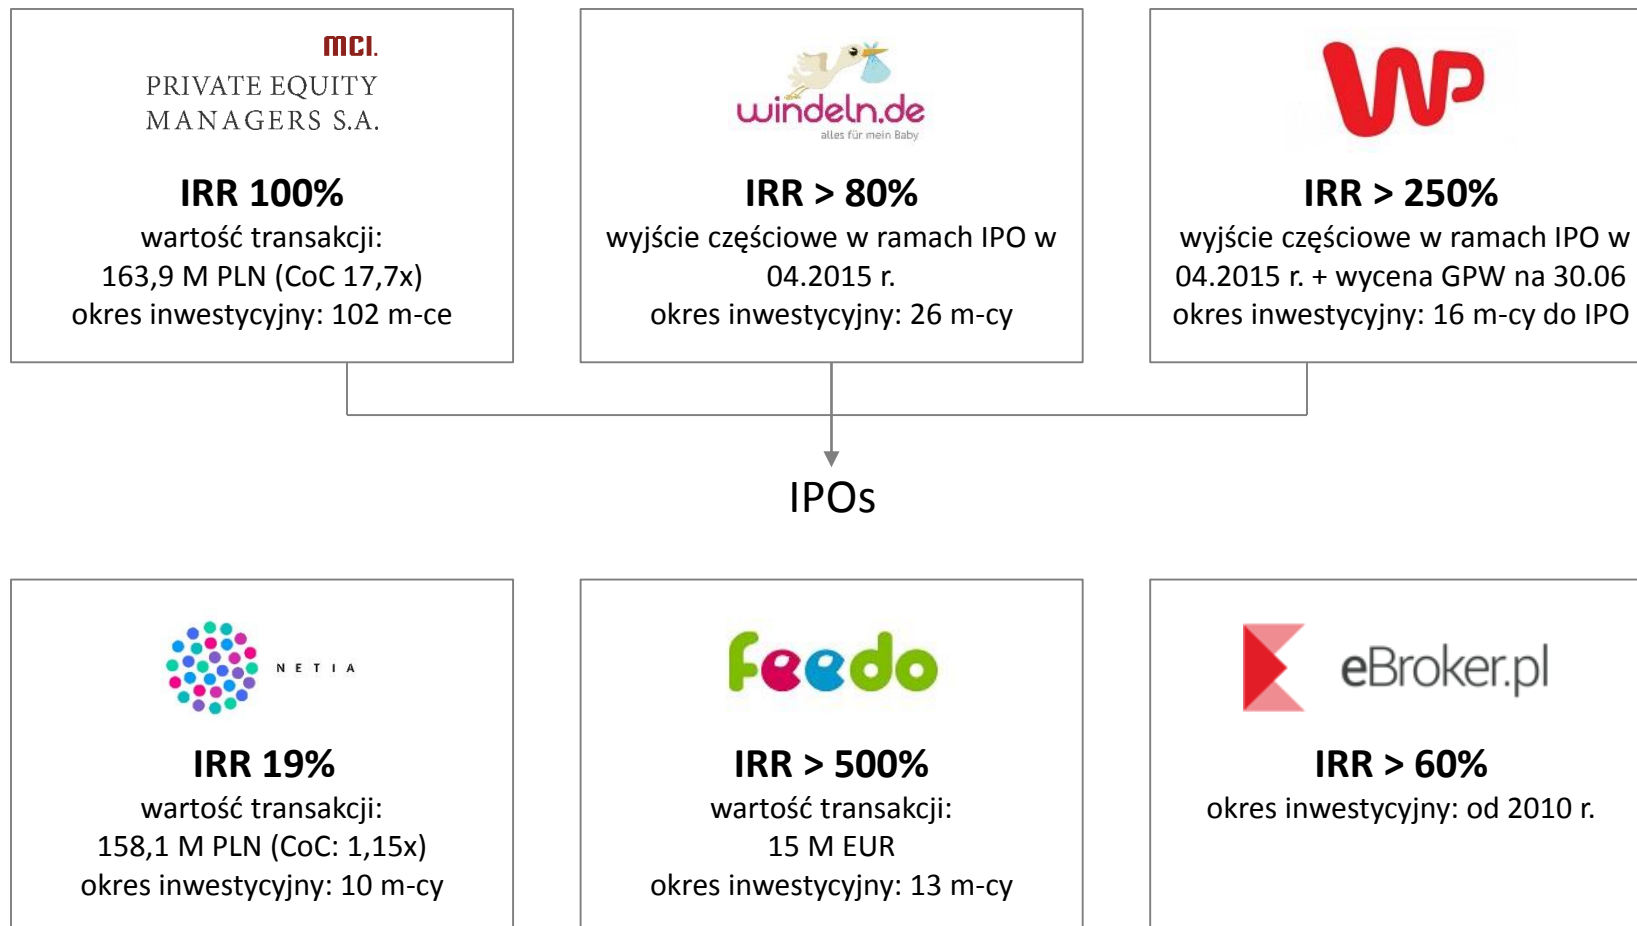 MCI.
PRIVATE EQUITY
MANAGERS S.A.
IRR 100%
wartość transakcji:
163,9 M PLN (CoC 17,7x)
okres inwestycyjny: 102 m-ce
windeln.de
alles für mein Baby
IRR > 80%
wyjście częściowe w ramach IPO w
04.2015 r.
okres inwestycyjny: 26 m-cy
WP
IRR > 250%
wyjście częściowe w ramach IPO w
04.2015 r. + wycena GPW na 30.06
okres inwestycyjny: 16 m-cy do IPO
IPOs
NETIA
IRR 19%
wartość transakcji:
158,1 M PLN (CoC: 1,15x)
okres inwestycyjny: 10 m-cy
feedo
IRR > 500%
wartość transakcji:
15 M EUR
okres inwestycyjny: 13 m-cy
eBroker.pl
IRR > 60%
okres inwestycyjny: od 2010 r.